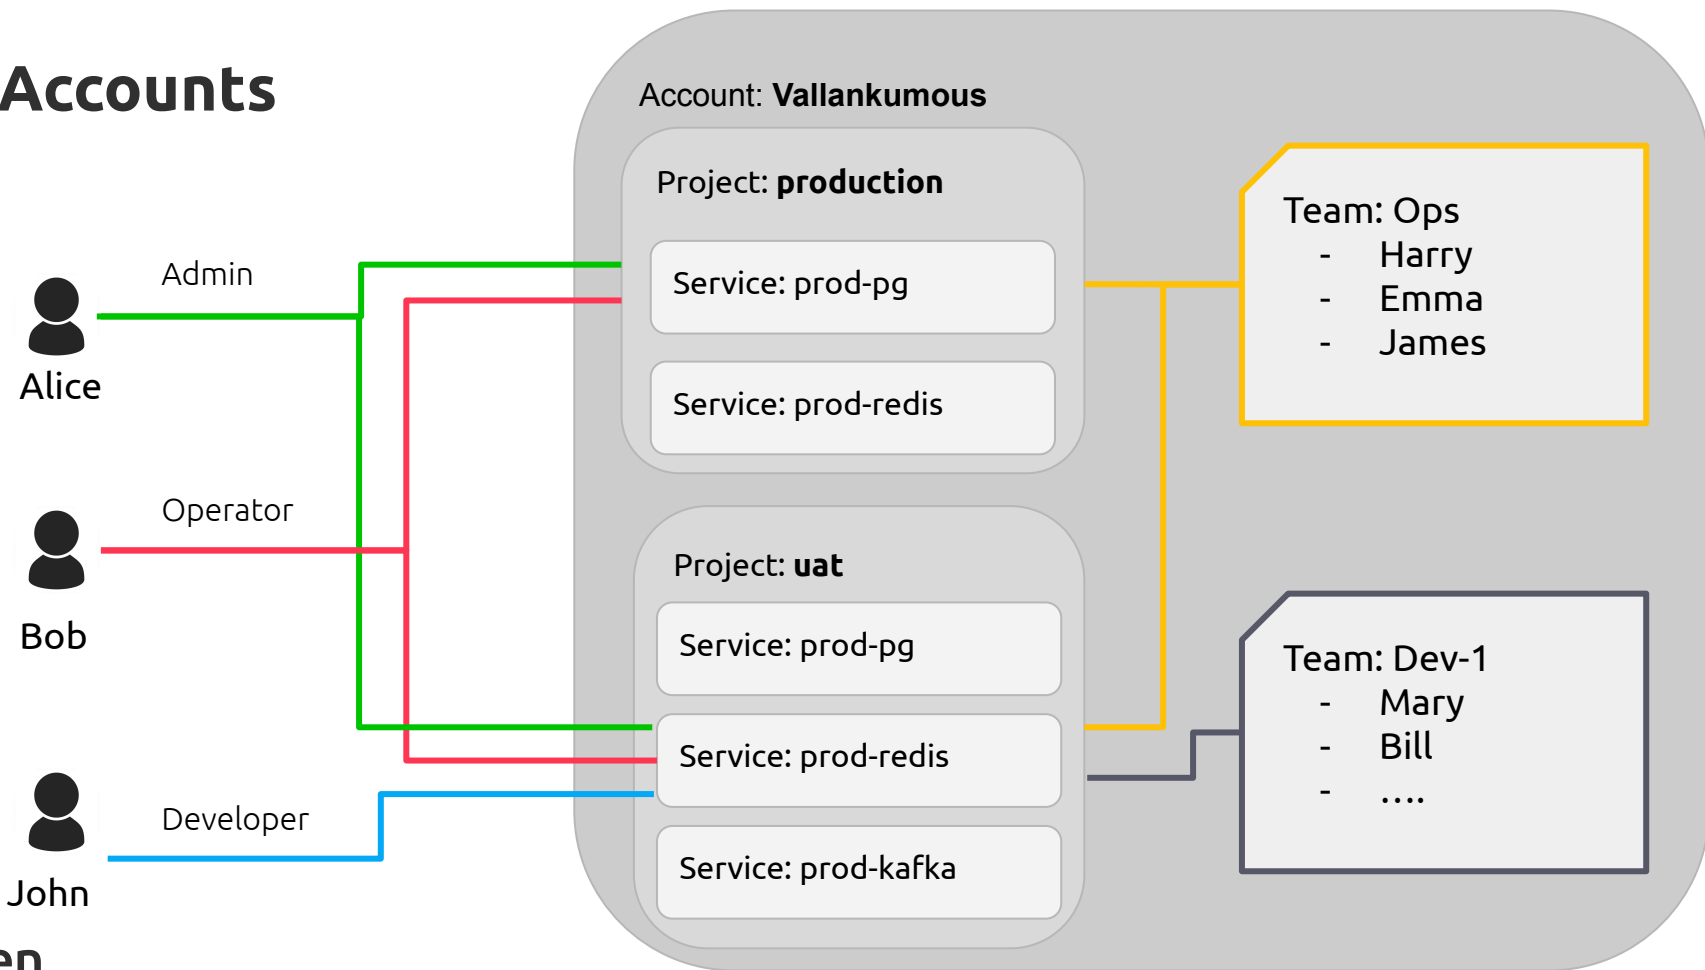 Accounts
Account: Vallankumous
Project: production
Service: prod-pg
Service: prod-redis
Project: uat
Service: prod-pg
Service: prod-redis
Service: prod-kafka
Admin
Alice
Operator
Bob
Developer
John
Team: Ops
- Harry
- Emma
- James
Team: Dev-1
- Mary
- Bill
- ....
en